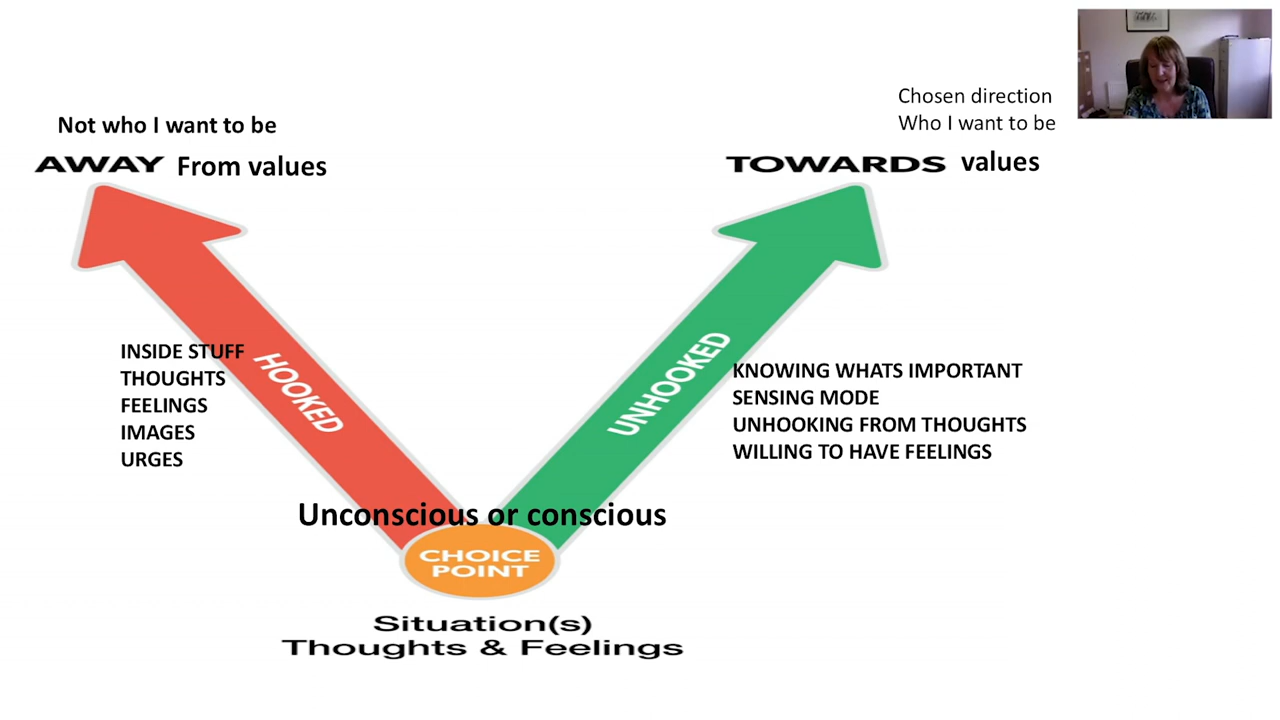 Chosen direction
Who I want to be
Not who I want to be
AWAY From values
TOWARDS values
HOOKED
INSIDE STUFF
THOUGHTS
FEELINGS
IMAGES
URGES
UNHOOKED
KNOWING WHATS IMPORTANT
SENSING MODE
UNHOOKING FROM THOUGHTS
WILLING TO HAVE FEELINGS
Unconscious or conscious
CHOICE
POINT
Situation(s)
Thoughts & Feelings